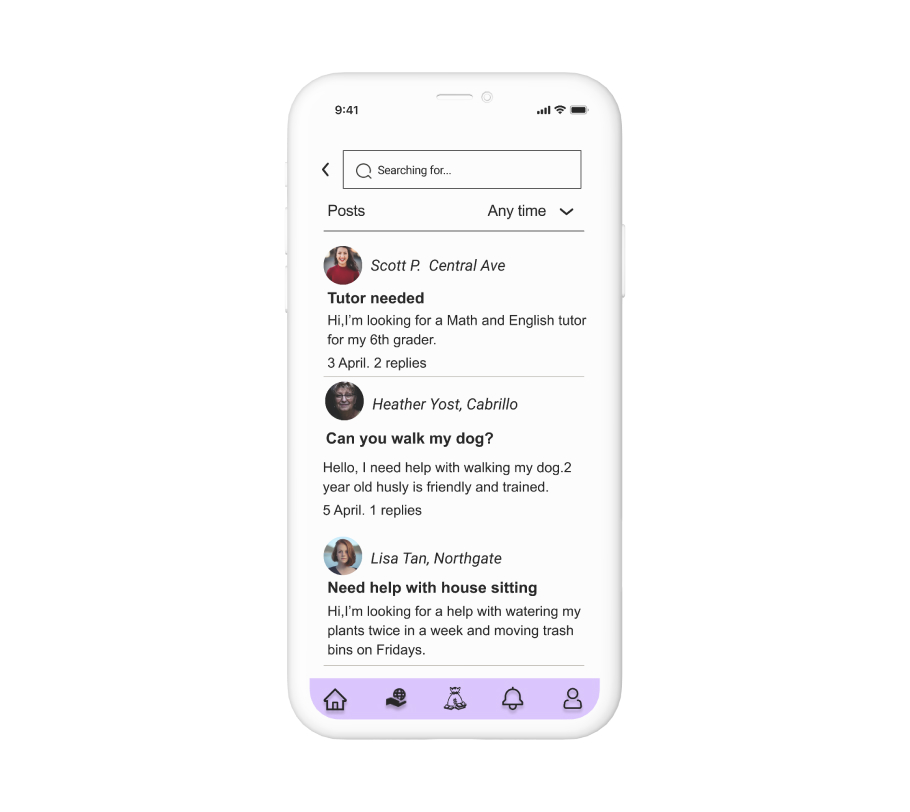 9:41
Searching for...
Posts Any time
Scott P. Central Ave
Tutor needed
Hi,I'm looking for a Math and English tutor
for my 6th grader.
3 April. 2 replies
Heather Yost, Cabrillo
Can you walk my dog?
Hello, I need help with walking my dog.2
year old husly is friendly and trained.
5 April. 1 replies
Lisa Tan, Northgate
Need help with house sitting
Hi,I'm looking for a help with watering my
plants twice in a week and moving trash
bins on Fridays.